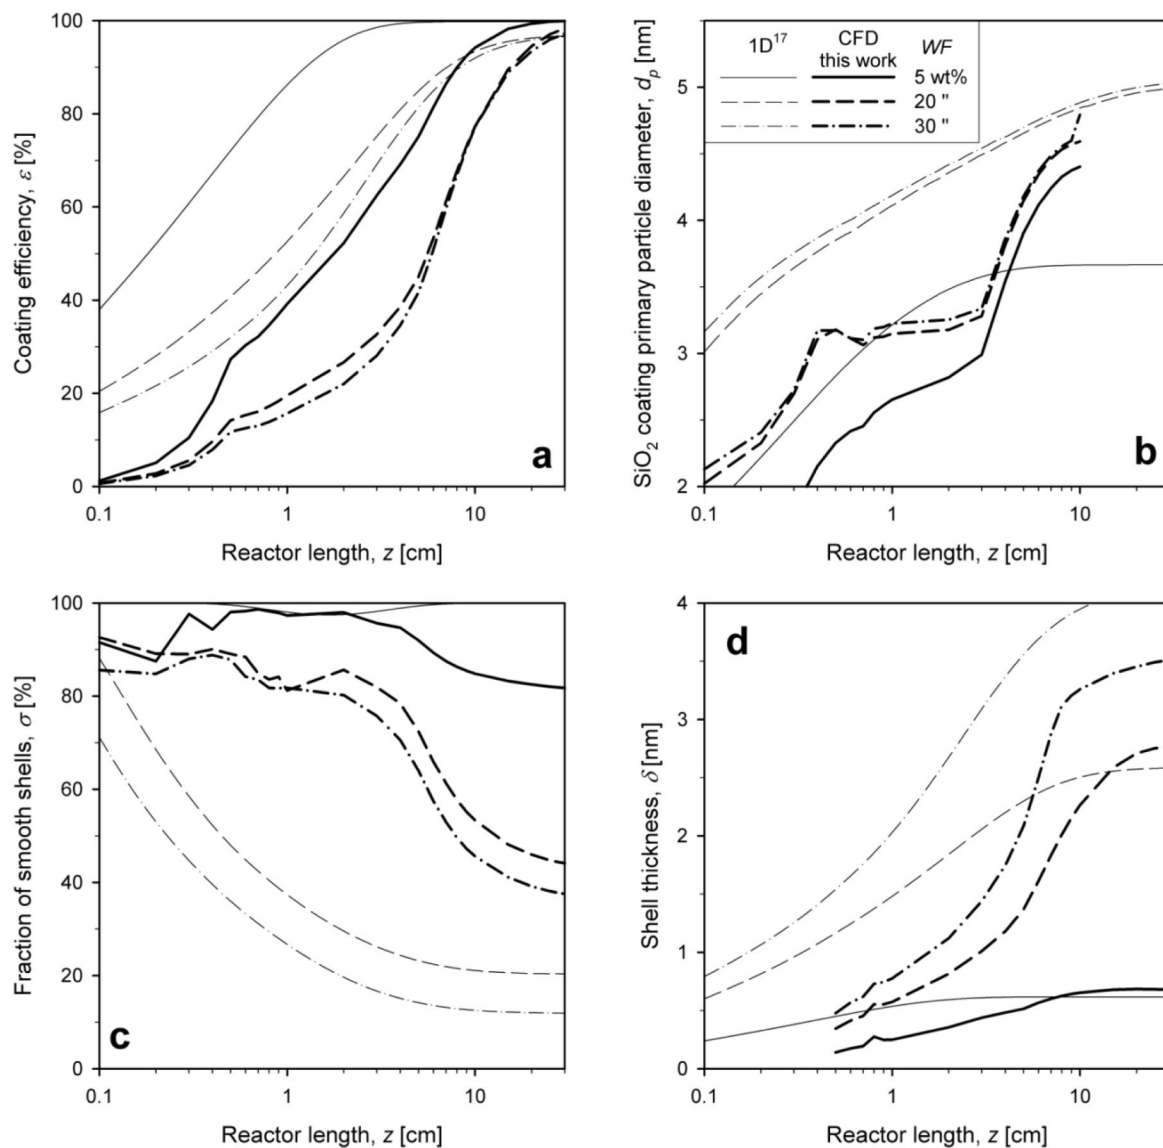 100
80
60
40
20
0
Coating efficiency, ε [%]
a
0.1 1 10
Reactor length, z [cm]
5
4
3
2
SiO₂ coating primary particle diameter, dₚ [nm]
1D¹⁷ CFD this work WF
5 wt%
20 "
30 "
b
0.1 1 10
Reactor length, z [cm]
100
80
60
40
20
0
Fraction of smooth shells, σ [%]
c
0.1 1 10
Reactor length, z [cm]
4
3
2
1
0
Shell thickness, δ [nm]
d
0.1 1 10
Reactor length, z [cm]